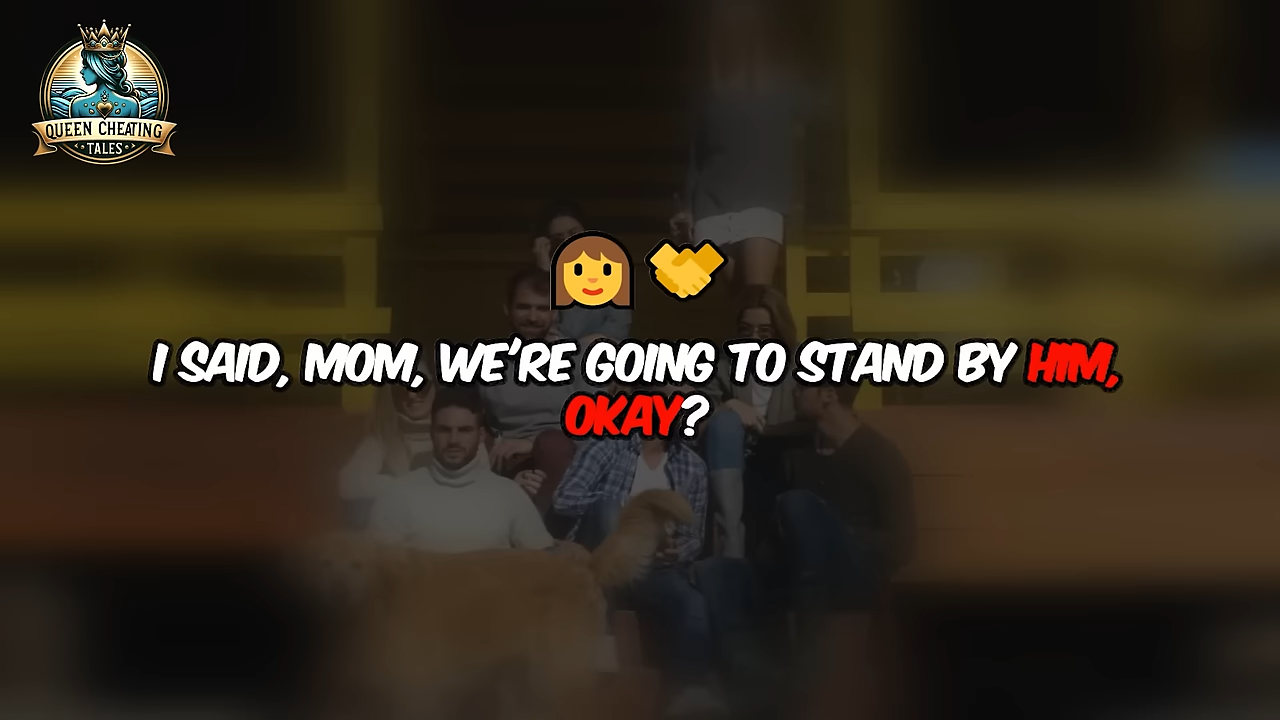 QUEEN CHEATING
TALES
I SAID, MOM, WE'RE GOING TO STAND BY HIM,
OKAY?